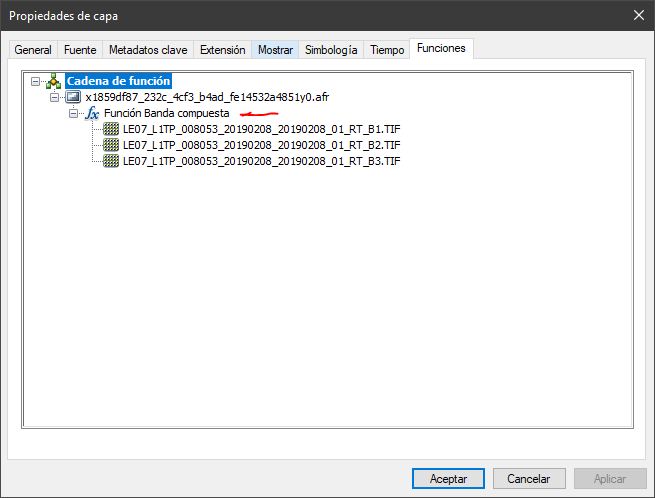 Propiedades de capa
General Fuente Metadatos clave Extensión Mostrar Simbología Tiempo Funciones
Cadena de función
x1859df87_232c_4cf3_b4ad_fe14532a4851y0.afr
fx Función Banda compuesta
LE07_L1TP_008053_20190208_20190208_01_RT_B1.TIF
LE07_L1TP_008053_20190208_20190208_01_RT_B2.TIF
LE07_L1TP_008053_20190208_20190208_01_RT_B3.TIF
Aceptar Cancelar Aplicar